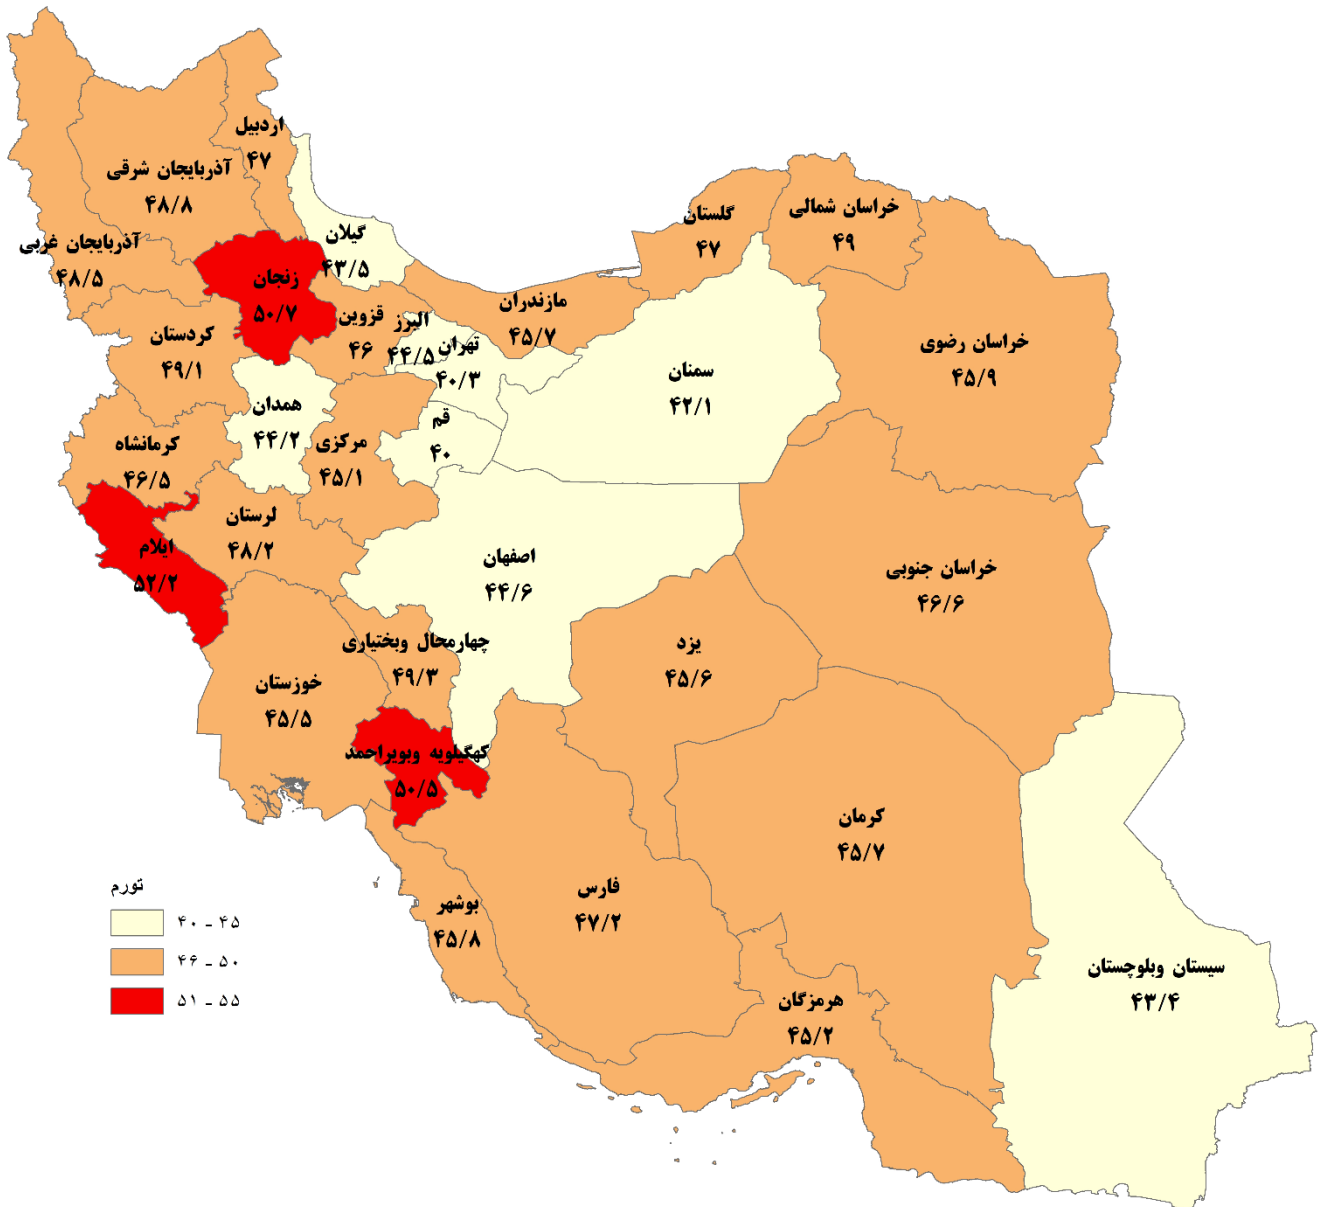 اردبیل
۴۷
آذربایجان شرقی
۴۸/۸
آذربایجان غربی
۴۸/۵
گیلان
۴۳/۵
زنجان
۵۰/۷
گلستان
۴۷
خراسان شمالی
۴۹
مازندران
۴۵/۷
قزوین
۴۶
البرز
۴۴/۵
تهران
۴۰/۳
کردستان
۴۹/۱
سمنان
۴۲/۱
خراسان رضوی
۴۵/۹
همدان
۴۴/۲
قم
۴۰
مرکزی
۴۵/۱
کرمانشاه
۴۶/۵
لرستان
۴۸/۲
ایلام
۵۲/۲
اصفهان
۴۴/۶
خراسان جنوبی
۴۶/۶
چهارمحال وبختیاری
۴۹/۳
یزد
۴۵/۶
خوزستان
۴۵/۵
کهگیلویه وبویراحمد
۵۰/۵
کرمان
۴۵/۷
فارس
۴۷/۲
بوشهر
۴۵/۸
سیستان وبلوچستان
۴۳/۴
هرمزگان
۴۵/۲
تورم
۴۰ - ۴۵
۴۶ - ۵۰
۵۱ - ۵۵